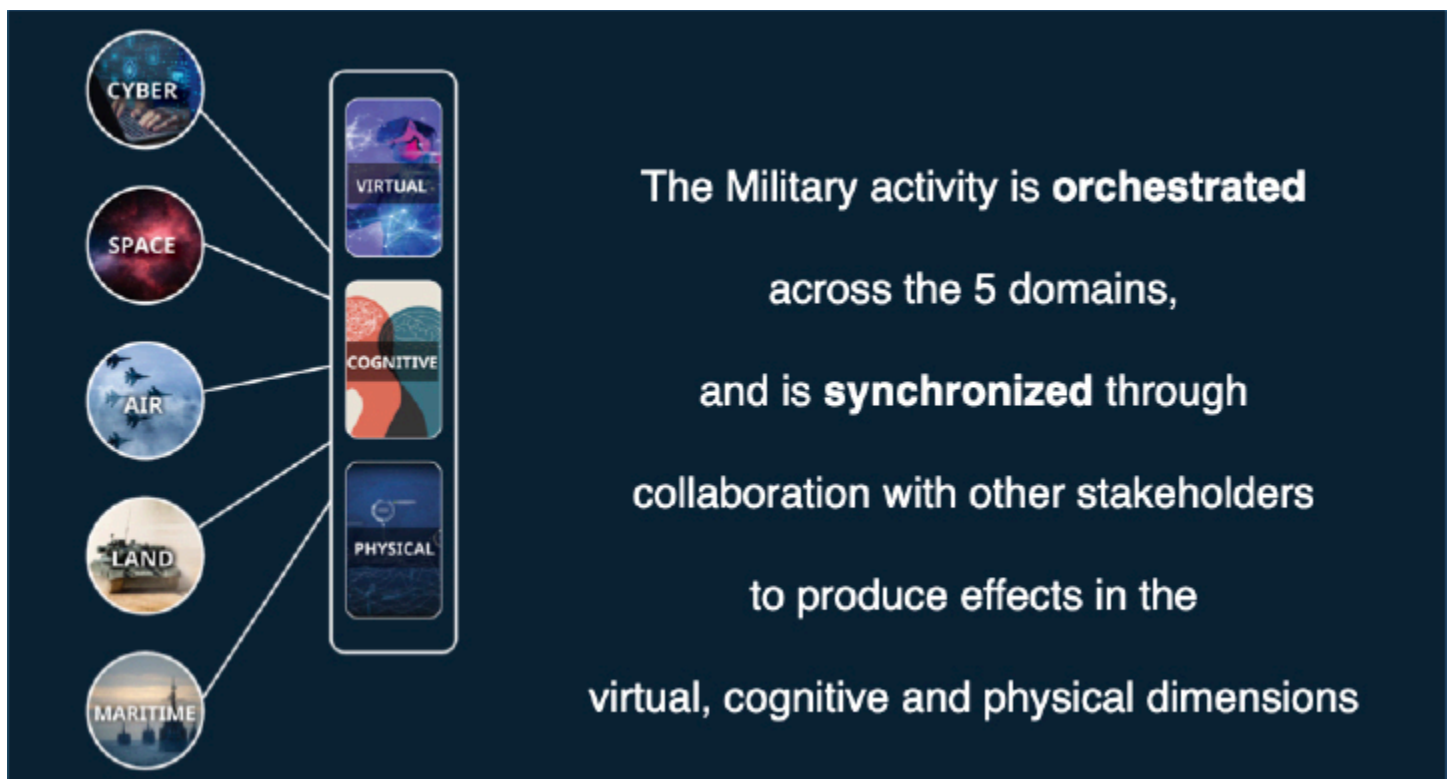 CYBER
SPACE
AIR
LAND
MARITIME
VIRTUAL
COGNITIVE
PHYSICAL
The Military activity is orchestrated
across the 5 domains,
and is synchronized through
collaboration with other stakeholders
to produce effects in the
virtual, cognitive and physical dimensions